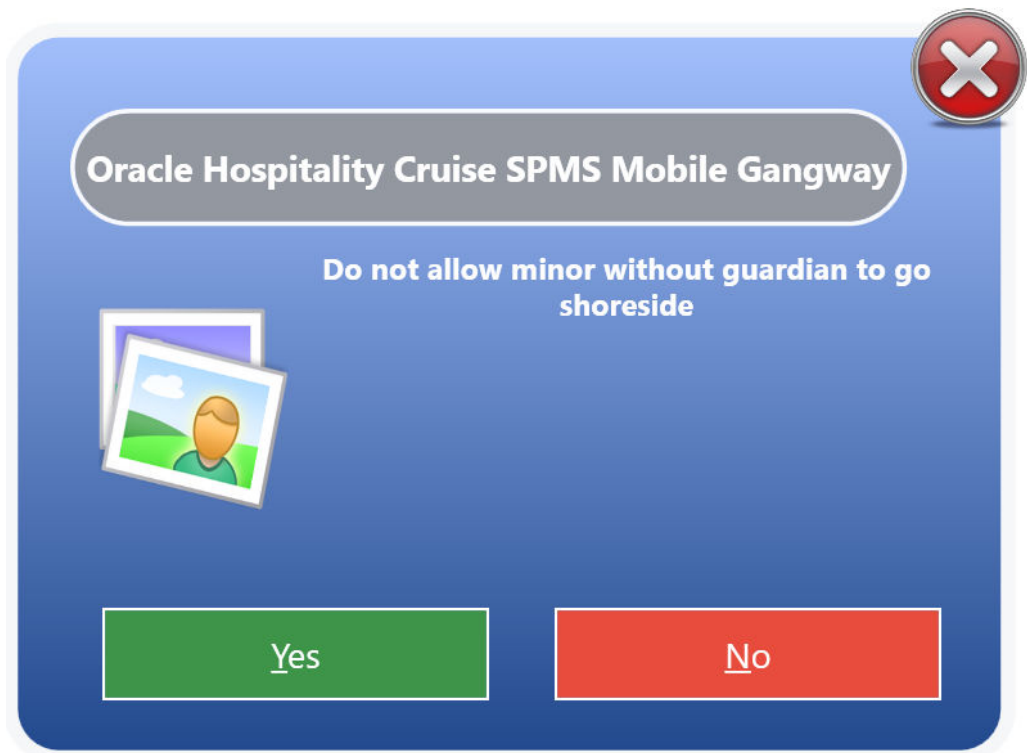 Oracle Hospitality Cruise SPMS Mobile Gangway
Do not allow minor without guardian to go
shoreside
Yes
No